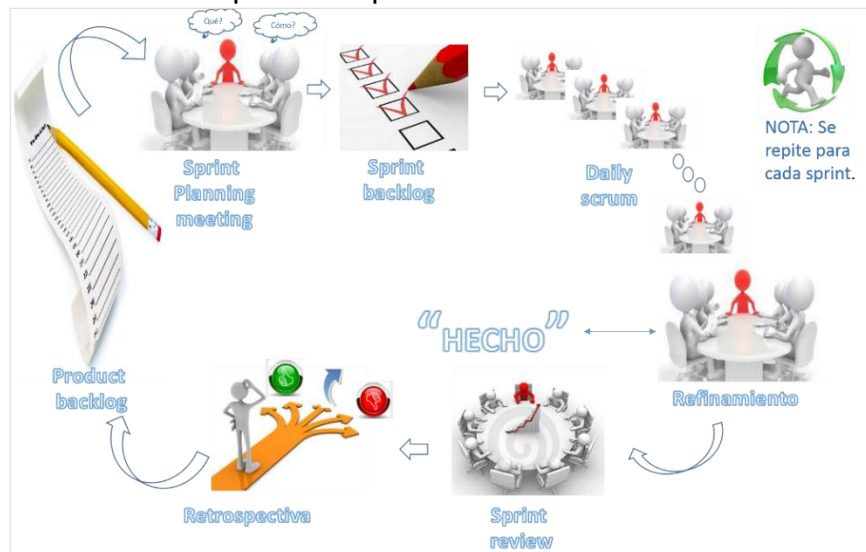 Qué?
Cómo?
Sprint
Planning
meeting
Sprint
backlog
Daily
scrum
NOTA: Se
repite para
cada sprint.
"HECHO"
Product
backlog
Refinamiento
Retrospectiva
Sprint
review